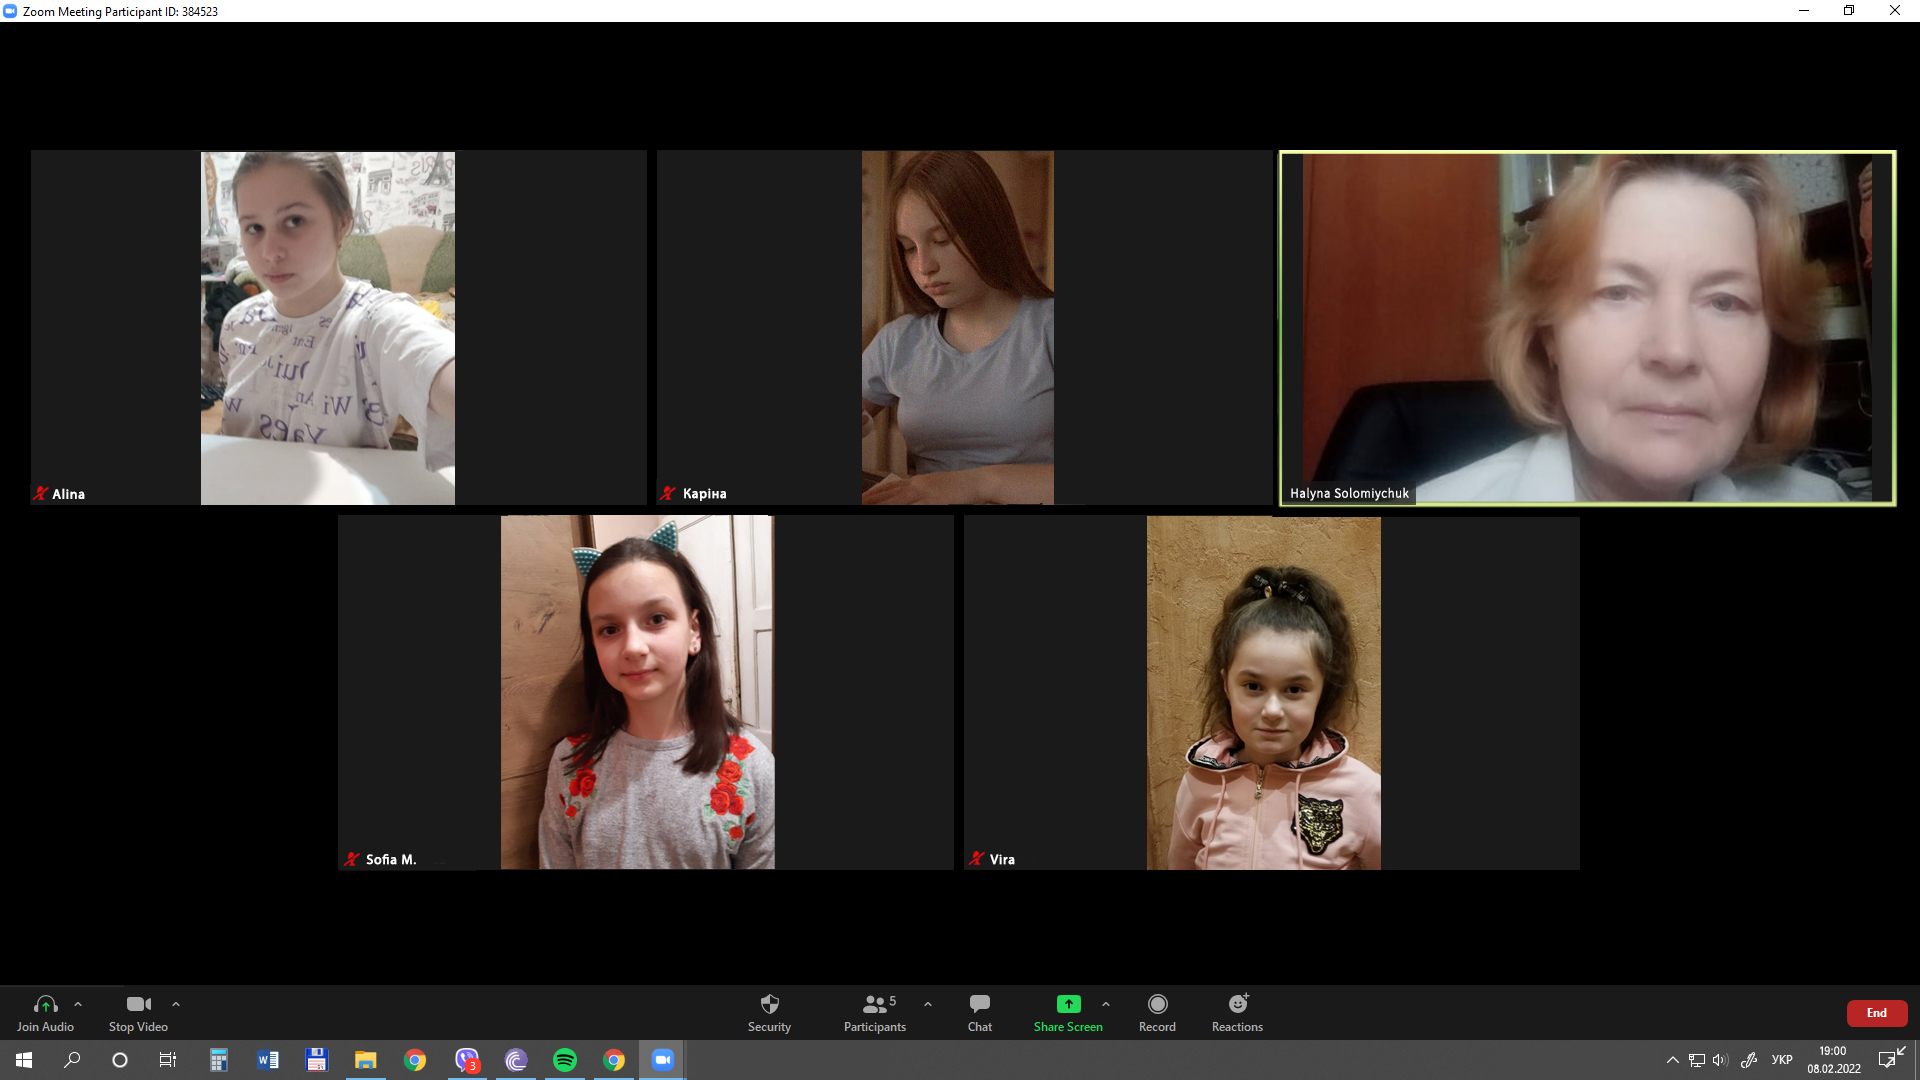 Zoom Meeting Participant ID: 384523
Alina
Каріна
Halyna Solomiychuk
Sofia M.
Vira
Join Audio
Stop Video
Security
5
Participants
Chat
Share Screen
Record
Reactions
End
3
УКР
19:00
08.02.2022